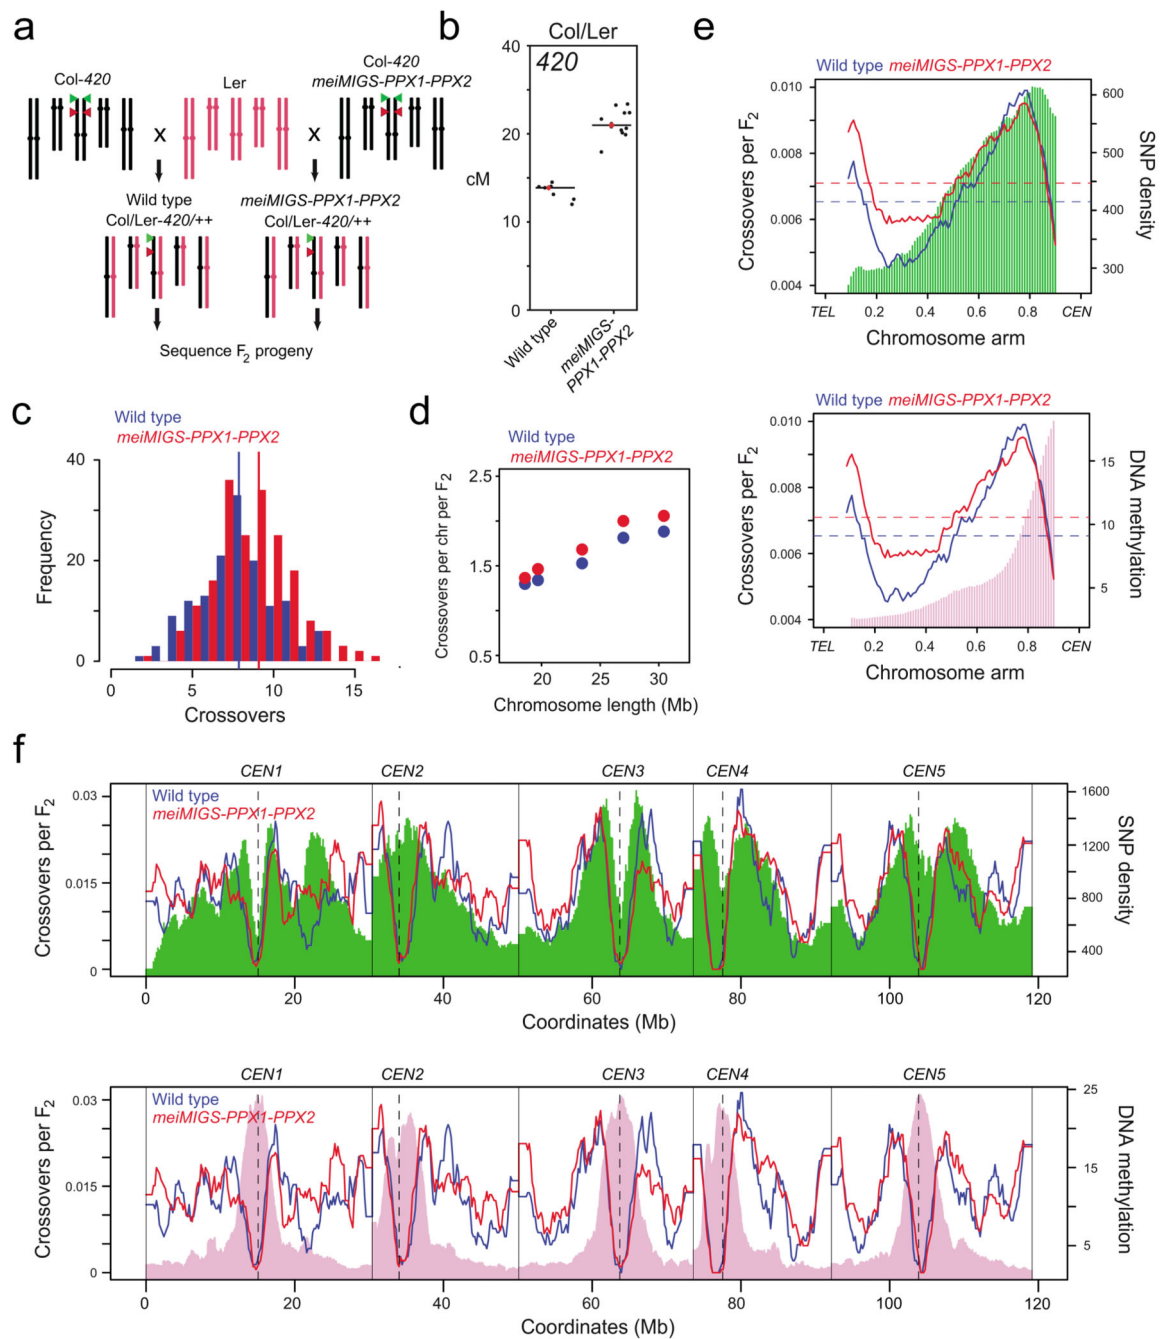 a
Col-420
Ler
Col-420
meiMIGS-PPX1-PPX2
X
X
Wild type
Col/Ler-420/++
meiMIGS-PPX1-PPX2
Col/Ler-420/++
Sequence F2 progeny
b
Col/Ler
420
40
20
cM
10
0
Wild type
meiMIGS-
PPX1-PPX2
c
Wild type
meiMIGS-PPX1-PPX2
Frequency
40
20
0
0 5 10 15
Crossovers
d
Wild type
meiMIGS-PPX1-PPX2
Crossovers per chr per F2
2.5
1.5
0.5
20 25 30
Chromosome length (Mb)
e
Wild type meiMIGS-PPX1-PPX2
Crossovers per F2
0.010
0.008
0.006
0.004
SNP density
600
500
400
300
TEL 0.2 0.4 0.6 0.8 CEN
Chromosome arm
Wild type meiMIGS-PPX1-PPX2
Crossovers per F2
0.010
0.008
0.006
0.004
DNA methylation
15
10
5
TEL 0.2 0.4 0.6 0.8 CEN
Chromosome arm
f
CEN1 CEN2 CEN3 CEN4 CEN5
Wild type
meiMIGS-PPX1-PPX2
Crossovers per F2
0.03
0.015
0
SNP density
1600
1200
800
400
0 20 40 60 80 100 120
Coordinates (Mb)
CEN1 CEN2 CEN3 CEN4 CEN5
Wild type
meiMIGS-PPX1-PPX2
Crossovers per F2
0.03
0.015
0
DNA methylation
25
15
5
0 20 40 60 80 100 120
Coordinates (Mb)